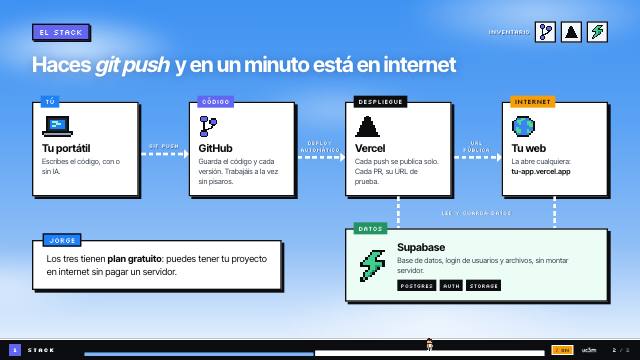 EL STACK
INVENTARIO
Haces git push y en un minuto está en internet
TÚ
Tu portátil
Escribes el código, con o
sin IA.
GIT PUSH
CÓDIGO
GitHub
Guarda el código y cada
versión. Trabajáis a la vez
sin pisaros.
DEPLOY
AUTOMÁTICO
DESPLIEGUE
Vercel
Cada push se publica solo.
Cada PR, su URL de
prueba.
URL
PÚBLICA
INTERNET
Tu web
La abre cualquiera:
tu-app.vercel.app
LEE Y GUARDA DATOS
JORGE
Los tres tienen plan gratuito: puedes tener tu proyecto
en internet sin pagar un servidor.
DATOS
Supabase
Base de datos, login de usuarios y archivos, sin montar
servidor.
POSTGRES
AUTH
STORAGE
STACK
uc3m